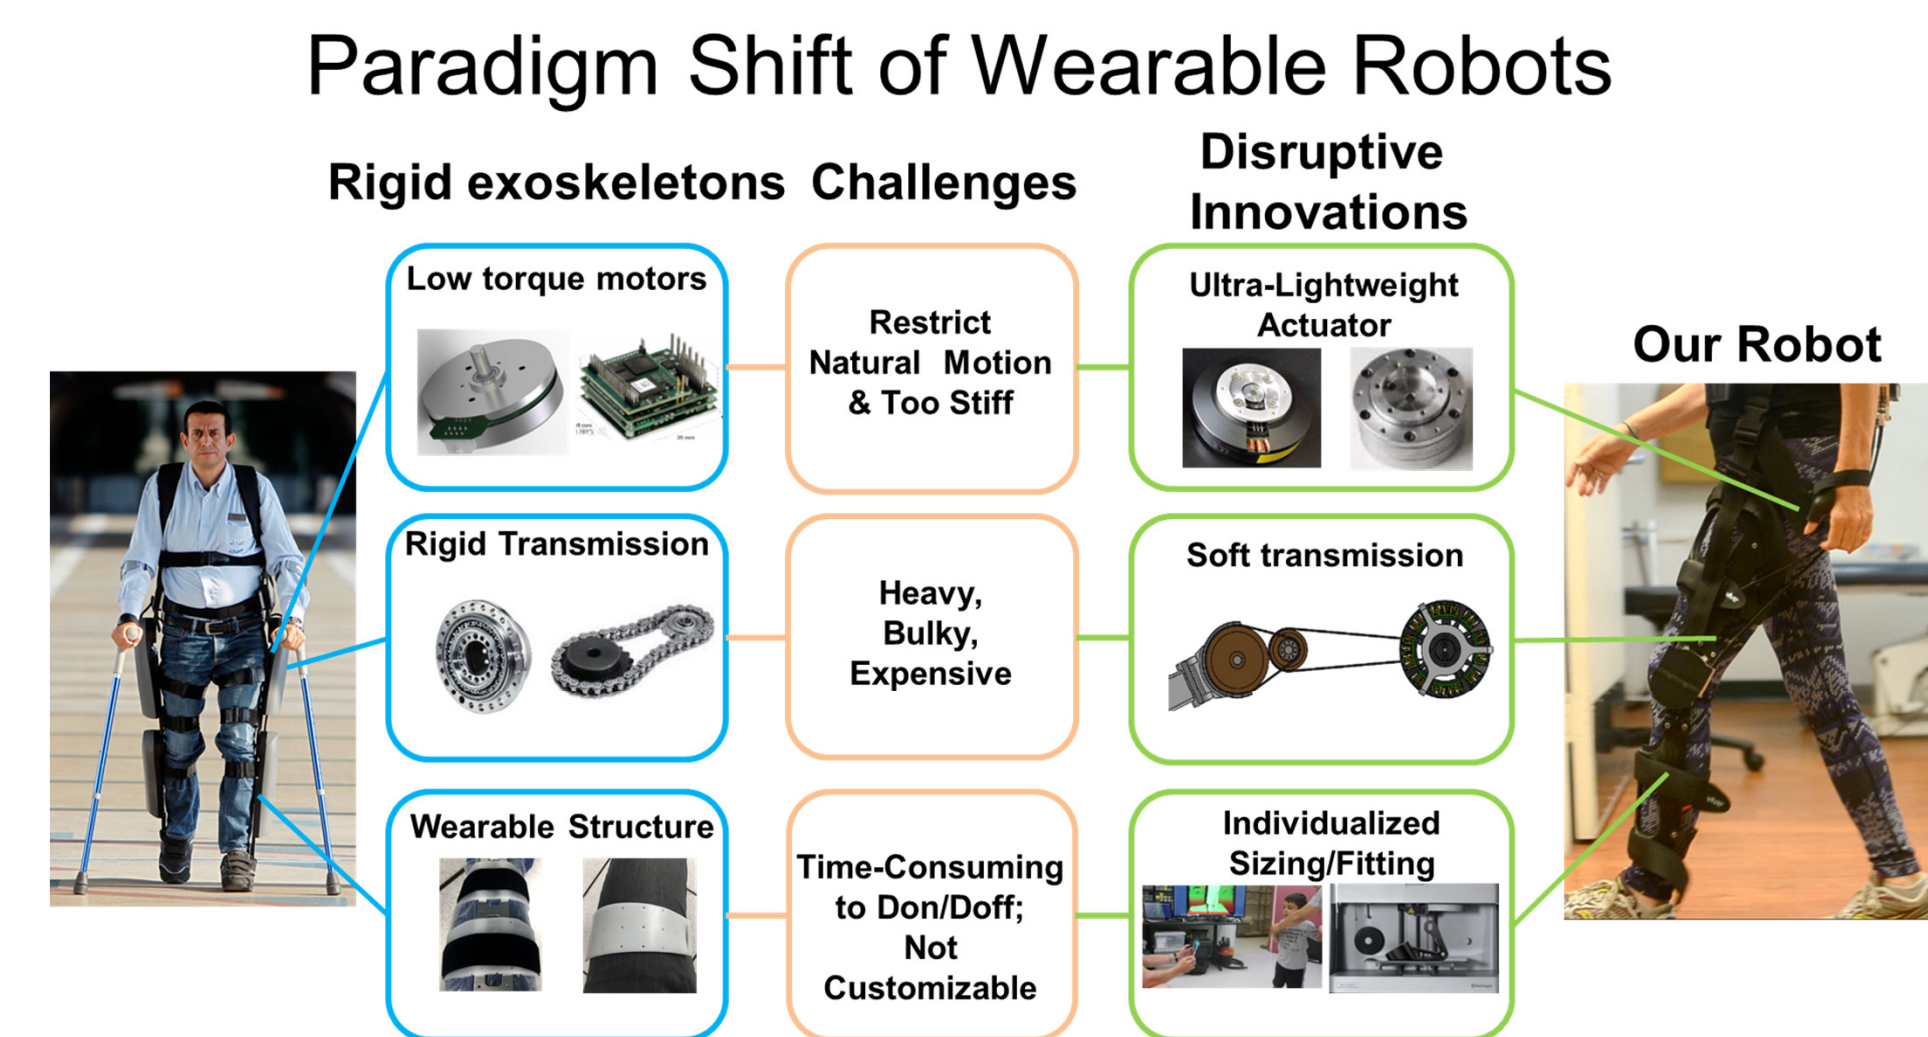 Paradigm Shift of Wearable Robots
Rigid exoskeletons
Challenges
Disruptive
Innovations
Low torque motors
Restrict
Natural Motion
& Too Stiff
Ultra-Lightweight
Actuator
Our Robot
Rigid Transmission
Heavy,
Bulky,
Expensive
Soft transmission
Wearable Structure
Time-Consuming
to Don/Doff;
Not
Customizable
Individualized
Sizing/Fitting